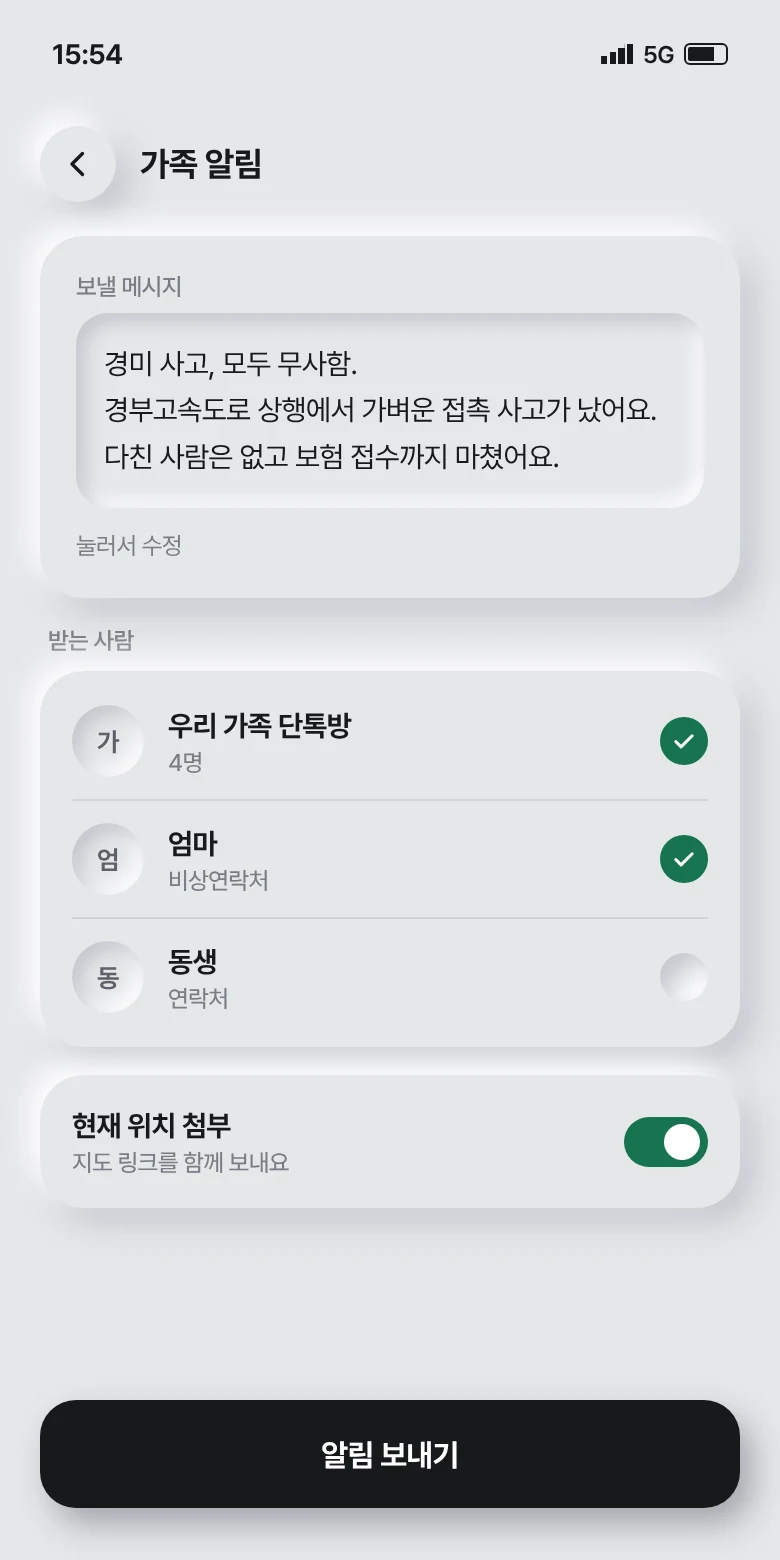 15:54
5G
가족 알림
보낼 메시지
경미 사고, 모두 무사함.
경부고속도로 상행에서 가벼운 접촉 사고가 났어요.
다친 사람은 없고 보험 접수까지 마쳤어요.
눌러서 수정
받는 사람
가
우리 가족 단톡방
4명
엄
엄마
비상연락처
동
동생
연락처
현재 위치 첨부
지도 링크를 함께 보내요
알림 보내기